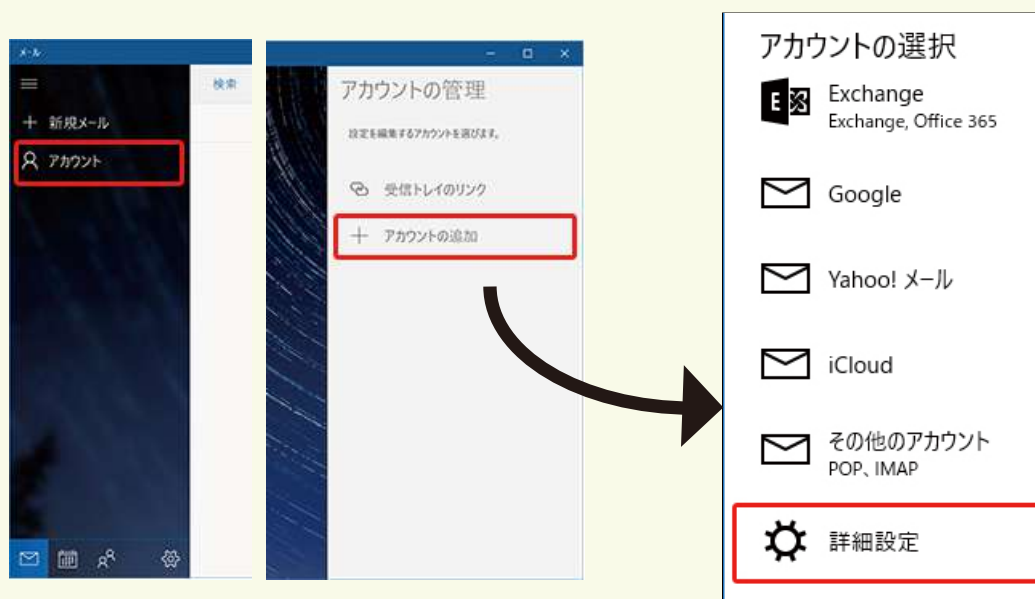 メール
検索
新規メール
アカウント
アカウントの管理
設定を編集するアカウントを選びます。
受信トレイのリンク
アカウントの追加
アカウントの選択
Exchange
Exchange, Office 365
Google
Yahoo! メール
iCloud
その他のアカウント
POP、IMAP
詳細設定